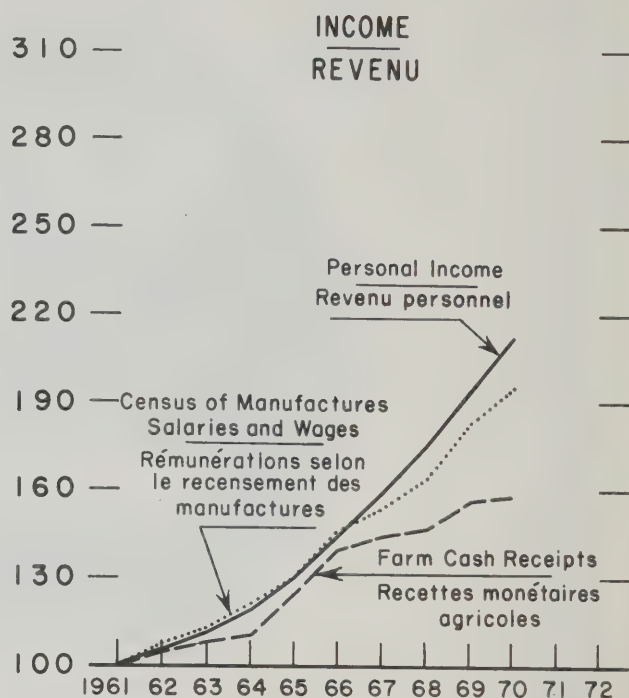 INCOME
REVENU
310
280
250
220
190
160
130
100
Personal Income
Revenu personnel
Census of Manufactures
Salaries and Wages
Rémunérations selon
le recensement des
manufactures
Farm Cash Receipts
Recettes monétaires
agricoles
1961 62 63 64 65 66 67 68 69 70 71 72